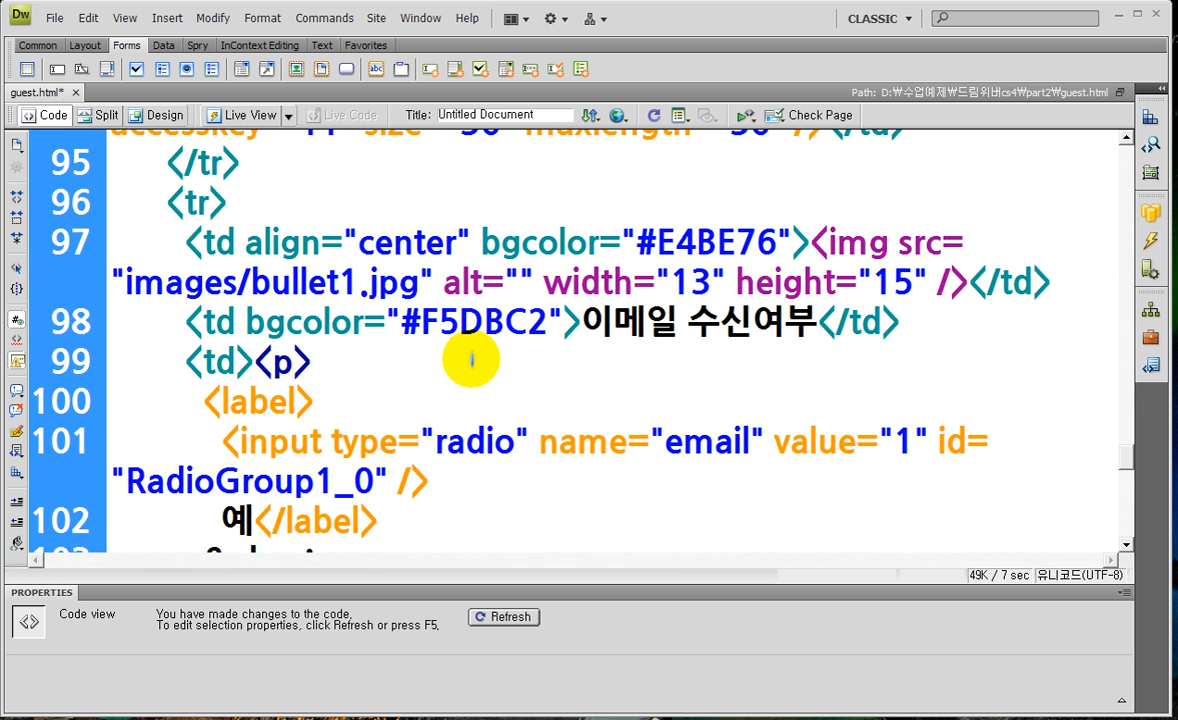 Dw File Edit View Insert Modify Format Commands Site Window Help CLASSIC
Common Layout Forms Data Spry InContext Editing Text Favorites
guest.html* Path: D:₩수업예제₩드림위버cs4₩part2₩guest.html
Code Split Design Live View Live Code Title: Untitled Document Check Page
95 </tr>
96 <tr>
97 <td align="center" bgcolor="#E4BE76"><img src=
"images/bullet1.jpg" alt="" width="13" height="15" /></td>
98 <td bgcolor="#F5DBC2">이메일 수신여부</td>
99 <td><p>
100 <label>
101 <input type="radio" name="email" value="1" id=
"RadioGroup1_0" />
102 예</label>
49K / 7 sec 유니코드(UTF-8)
PROPERTIES
Code view You have made changes to the code. Refresh
To edit selection properties, click Refresh or press F5.